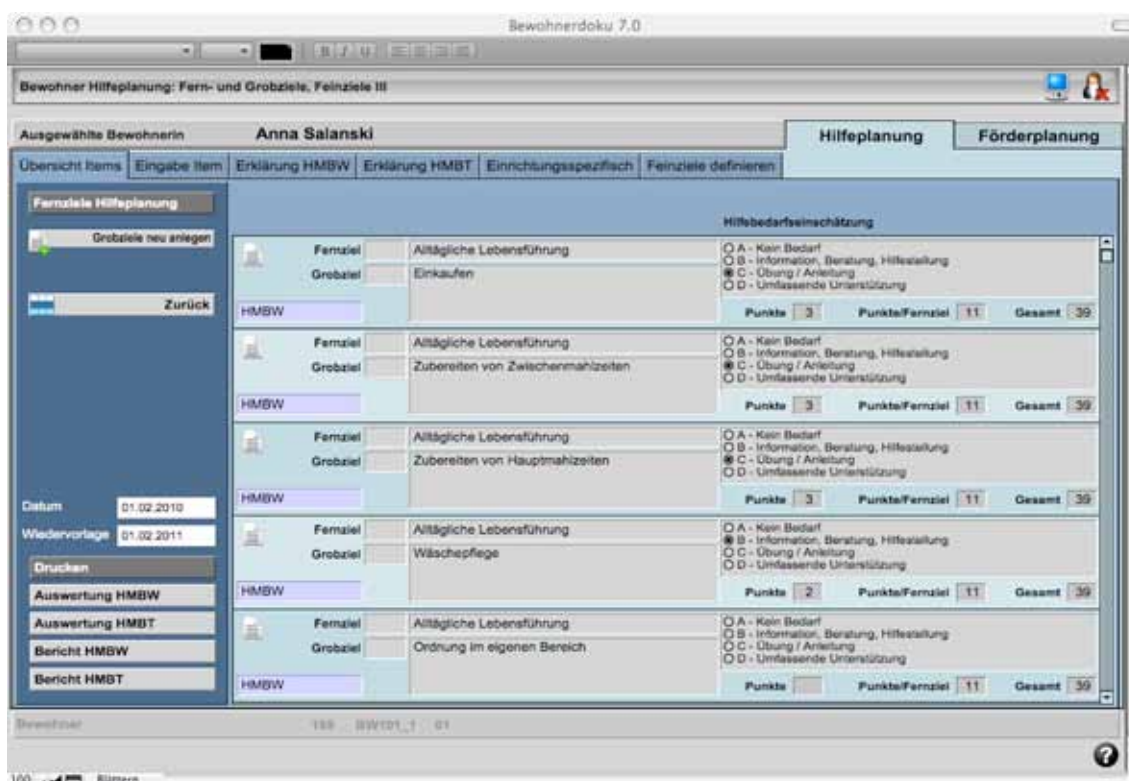 Bewohnerdoku 7.0
B I U
Bewohner Hilfeplanung: Fern- und Grobziele, Feinziele III
Ausgewählte Bewohnerin Anna Salanski Hilfeplanung Förderplanung
Übersicht Items Eingabe Item Erklärung HMBW Erklärung HMBT Einrichtungsspezifisch Feinziele definieren
Fernziele Hilfeplanung
Grobziele neu anlegen
Zurück
Datum 01.02.2010
Wiedervorlage 01.02.2011
Drucken
Auswertung HMBW
Auswertung HMBT
Bericht HMBW
Bericht HMBT
Hilfsbedarfseinschätzung
Fernziel Alltägliche Lebensführung
Grobziel Einkaufen
HMBW
A - Kein Bedarf
B - Information, Beratung, Hilfestellung
C - Übung / Anleitung
D - Umfassende Unterstützung
Punkte 3 Punkte/Fernziel 11 Gesamt 39
Fernziel Alltägliche Lebensführung
Grobziel Zubereiten von Zwischenmahlzeiten
HMBW
A - Kein Bedarf
B - Information, Beratung, Hilfestellung
C - Übung / Anleitung
D - Umfassende Unterstützung
Punkte 3 Punkte/Fernziel 11 Gesamt 39
Fernziel Alltägliche Lebensführung
Grobziel Zubereiten von Hauptmahlzeiten
HMBW
A - Kein Bedarf
B - Information, Beratung, Hilfestellung
C - Übung / Anleitung
D - Umfassende Unterstützung
Punkte 3 Punkte/Fernziel 11 Gesamt 39
Fernziel Alltägliche Lebensführung
Grobziel Wäschepflege
HMBW
A - Kein Bedarf
B - Information, Beratung, Hilfestellung
C - Übung / Anleitung
D - Umfassende Unterstützung
Punkte 2 Punkte/Fernziel 11 Gesamt 39
Fernziel Alltägliche Lebensführung
Grobziel Ordnung im eigenen Bereich
HMBW
A - Kein Bedarf
B - Information, Beratung, Hilfestellung
C - Übung / Anleitung
D - Umfassende Unterstützung
Punkte Punkte/Fernziel 11 Gesamt 39
Bewohner
?
100 Blättern